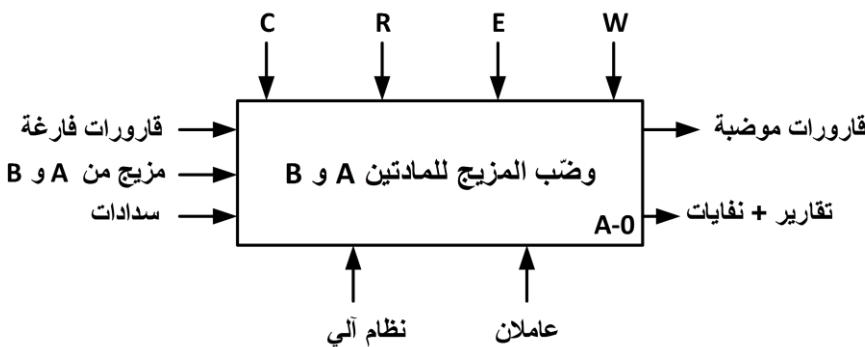 C R E W
قارورات فارغة
مزيج من A و B
سدادات
وضّب المزيج للمادتين A و B
A-0
قارورات موضبة
تقارير + نفايات
نظام آلي
عاملان